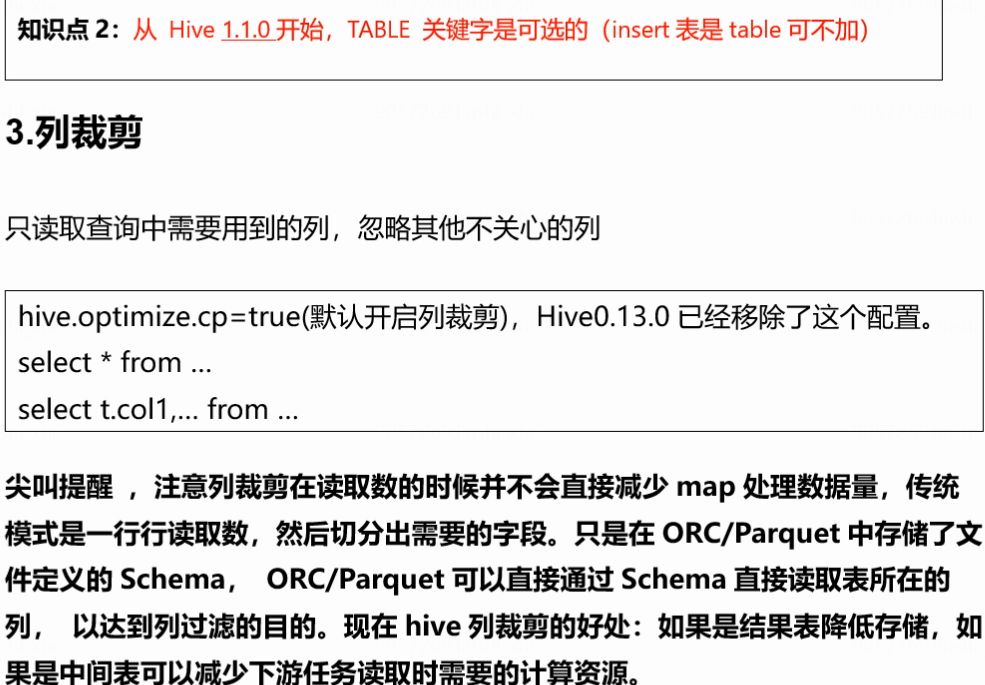 知识点 2：从 Hive 1.1.0 开始，TABLE 关键字是可选的（insert 表是 table 可不加）
3.列裁剪
只读取查询中需要用到的列，忽略其他不关心的列
hive.optimize.cp=true(默认开启列裁剪)，Hive0.13.0 已经移除了这个配置。
select * from ...
select t.col1,... from ...
尖叫提醒 ，注意列裁剪在读取数的时候并不会直接减少 map 处理数据量，传统
模式是一行行读取数，然后切分出需要的字段。只是在 ORC/Parquet 中存储了文
件定义的 Schema， ORC/Parquet 可以直接通过 Schema 直接读取表所在的
列， 以达到列过滤的目的。现在 hive 列裁剪的好处：如果是结果表降低存储，如
果是中间表可以减少下游任务读取时需要的计算资源。